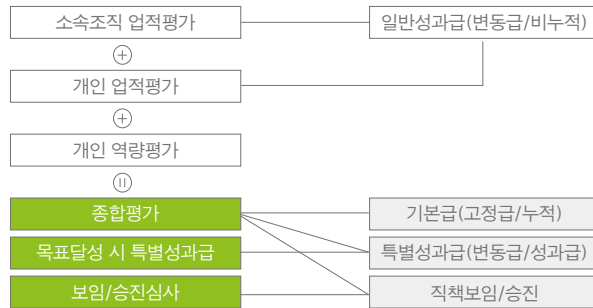 소속조직 업적평가
일반성과급(변동급/비누적)
개인 업적평가
개인 역량평가
종합평가
기본급(고정급/누적)
목표달성 시 특별성과급
특별성과급(변동급/성과급)
보임/승진심사
직책보임/승진